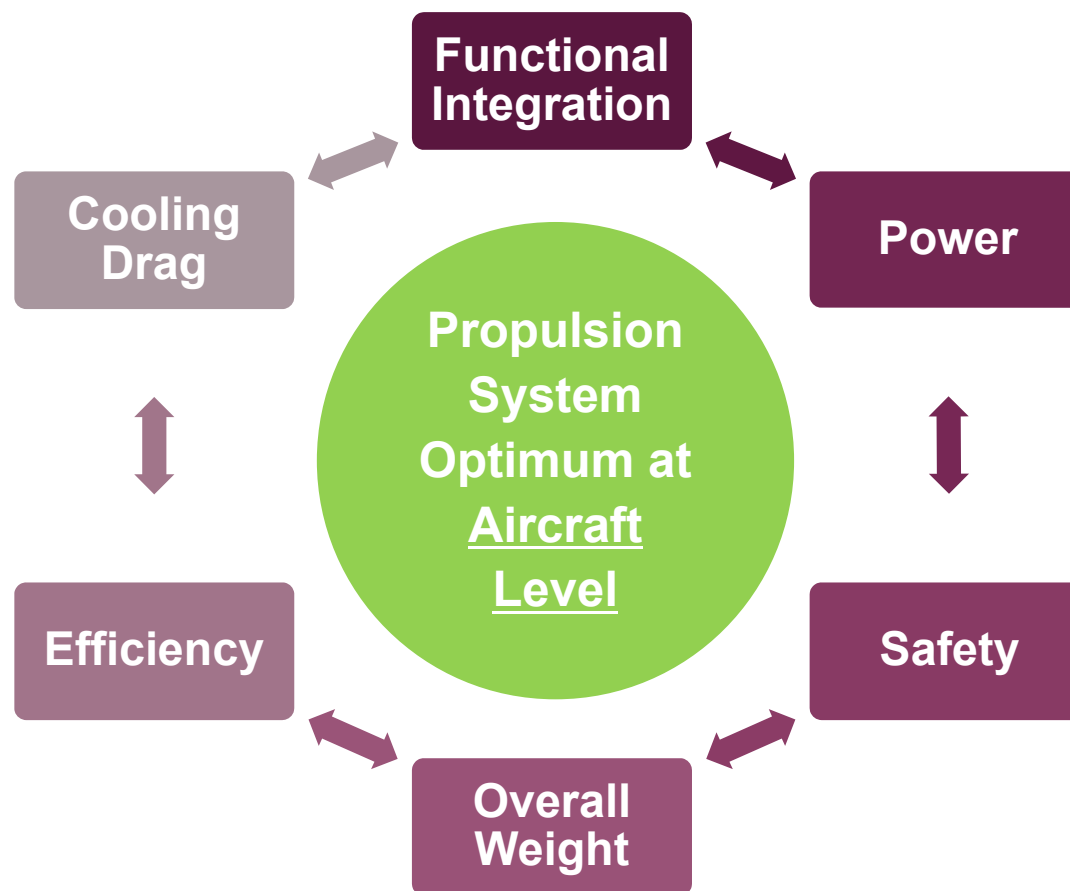 Functional
Integration
Cooling
Drag
Power
Propulsion
System
Optimum at
Aircraft
Level
Efficiency
Safety
Overall
Weight